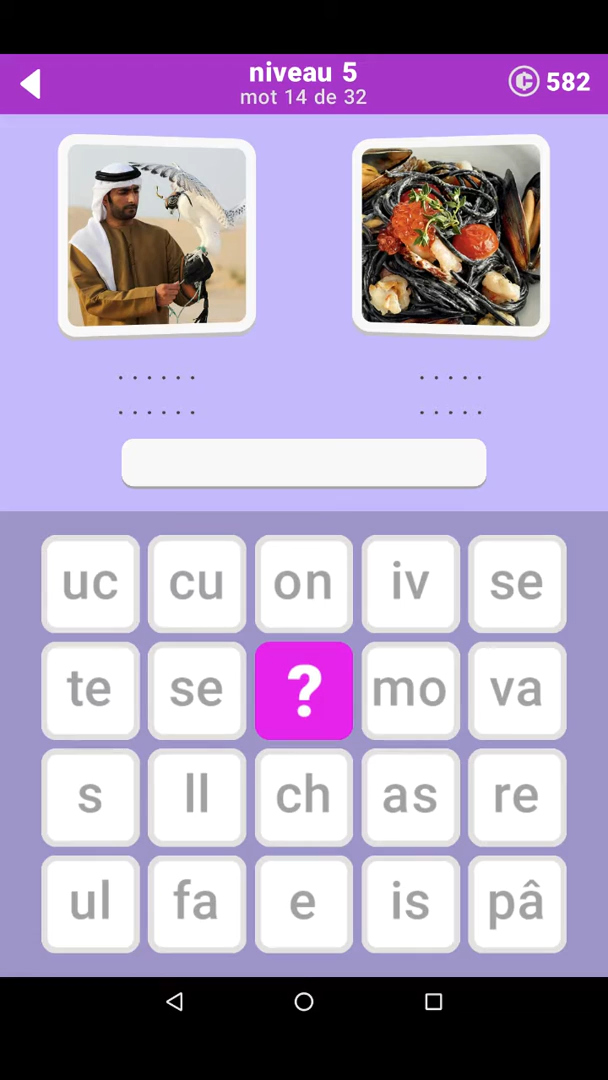 niveau 5
mot 14 de 32
582
uc cu on iv se
te se ? mo va
s ll ch as re
ul fa e is pâ